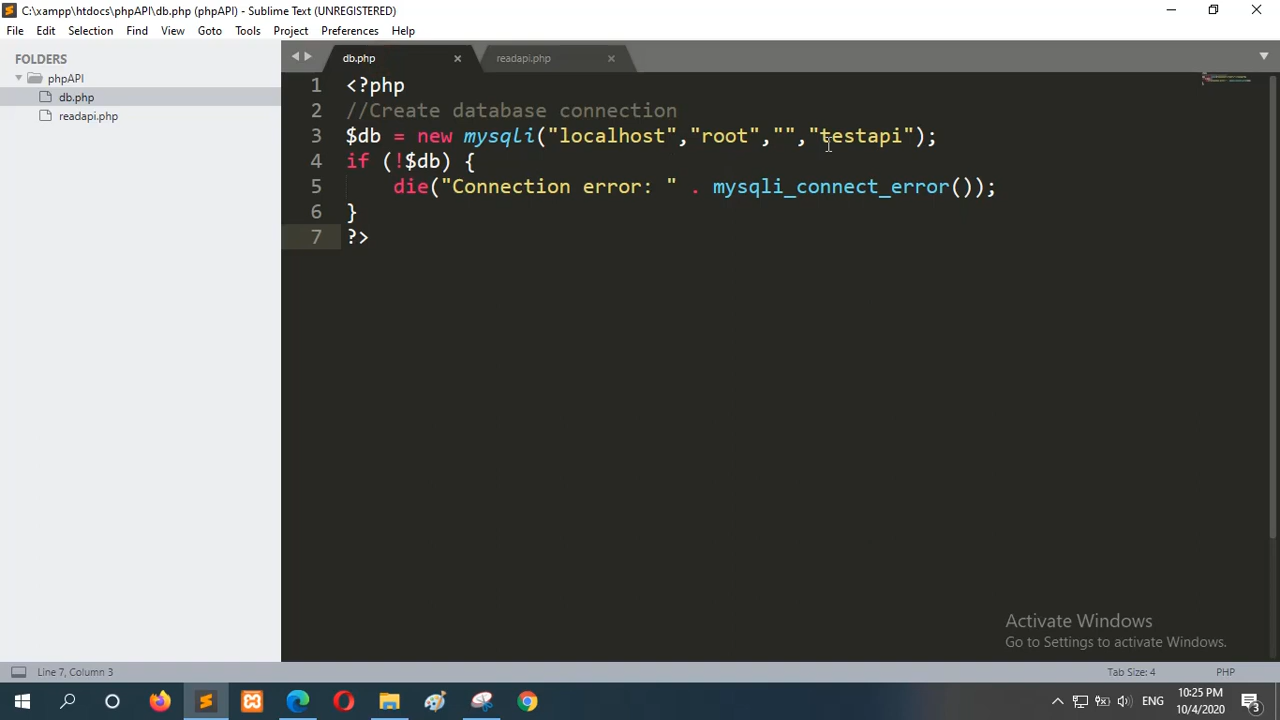 C:\xampp\htdocs\phpAPI\db.php (phpAPI) - Sublime Text (UNREGISTERED)
File Edit Selection Find View Goto Tools Project Preferences Help
FOLDERS
phpAPI
db.php
readapi.php
db.php readapi.php
1 <?php
2 //Create database connection
3 $db = new mysqli("localhost","root","","testapi");
4 if (!$db) {
5 die("Connection error: " . mysqli_connect_error());
6 }
7 ?>
Activate Windows
Go to Settings to activate Windows.
Line 7, Column 3 Tab Size: 4 PHP
ENG 10:25 PM
10/4/2020 3